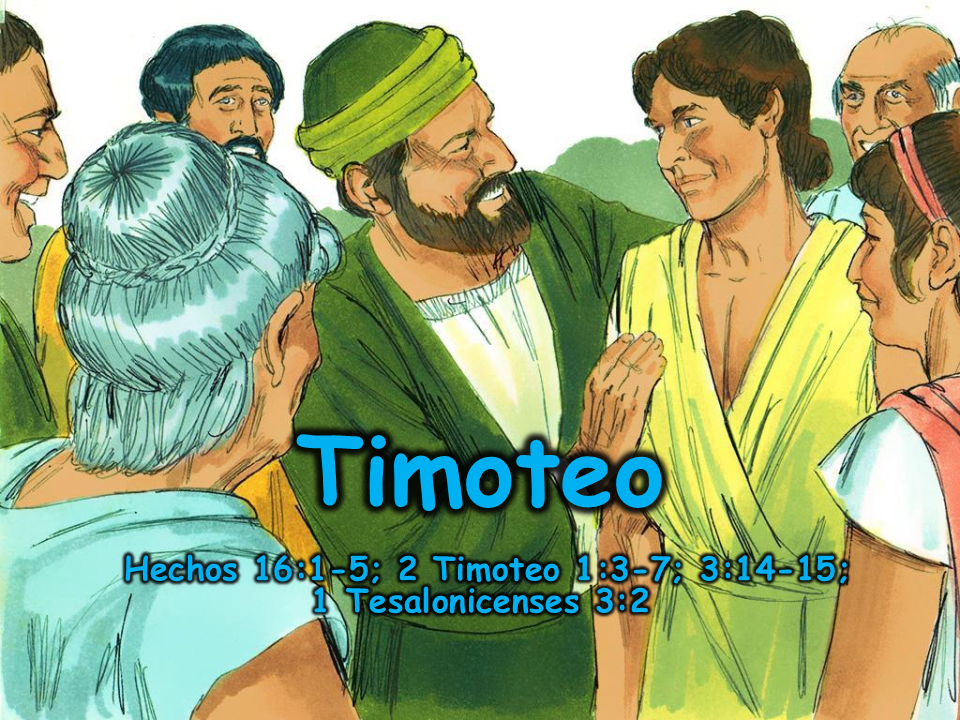 Timoteo
Hechos 16:1-5; 2 Timoteo 1:3-7; 3:14-15;
1 Tesalonicenses 3:2